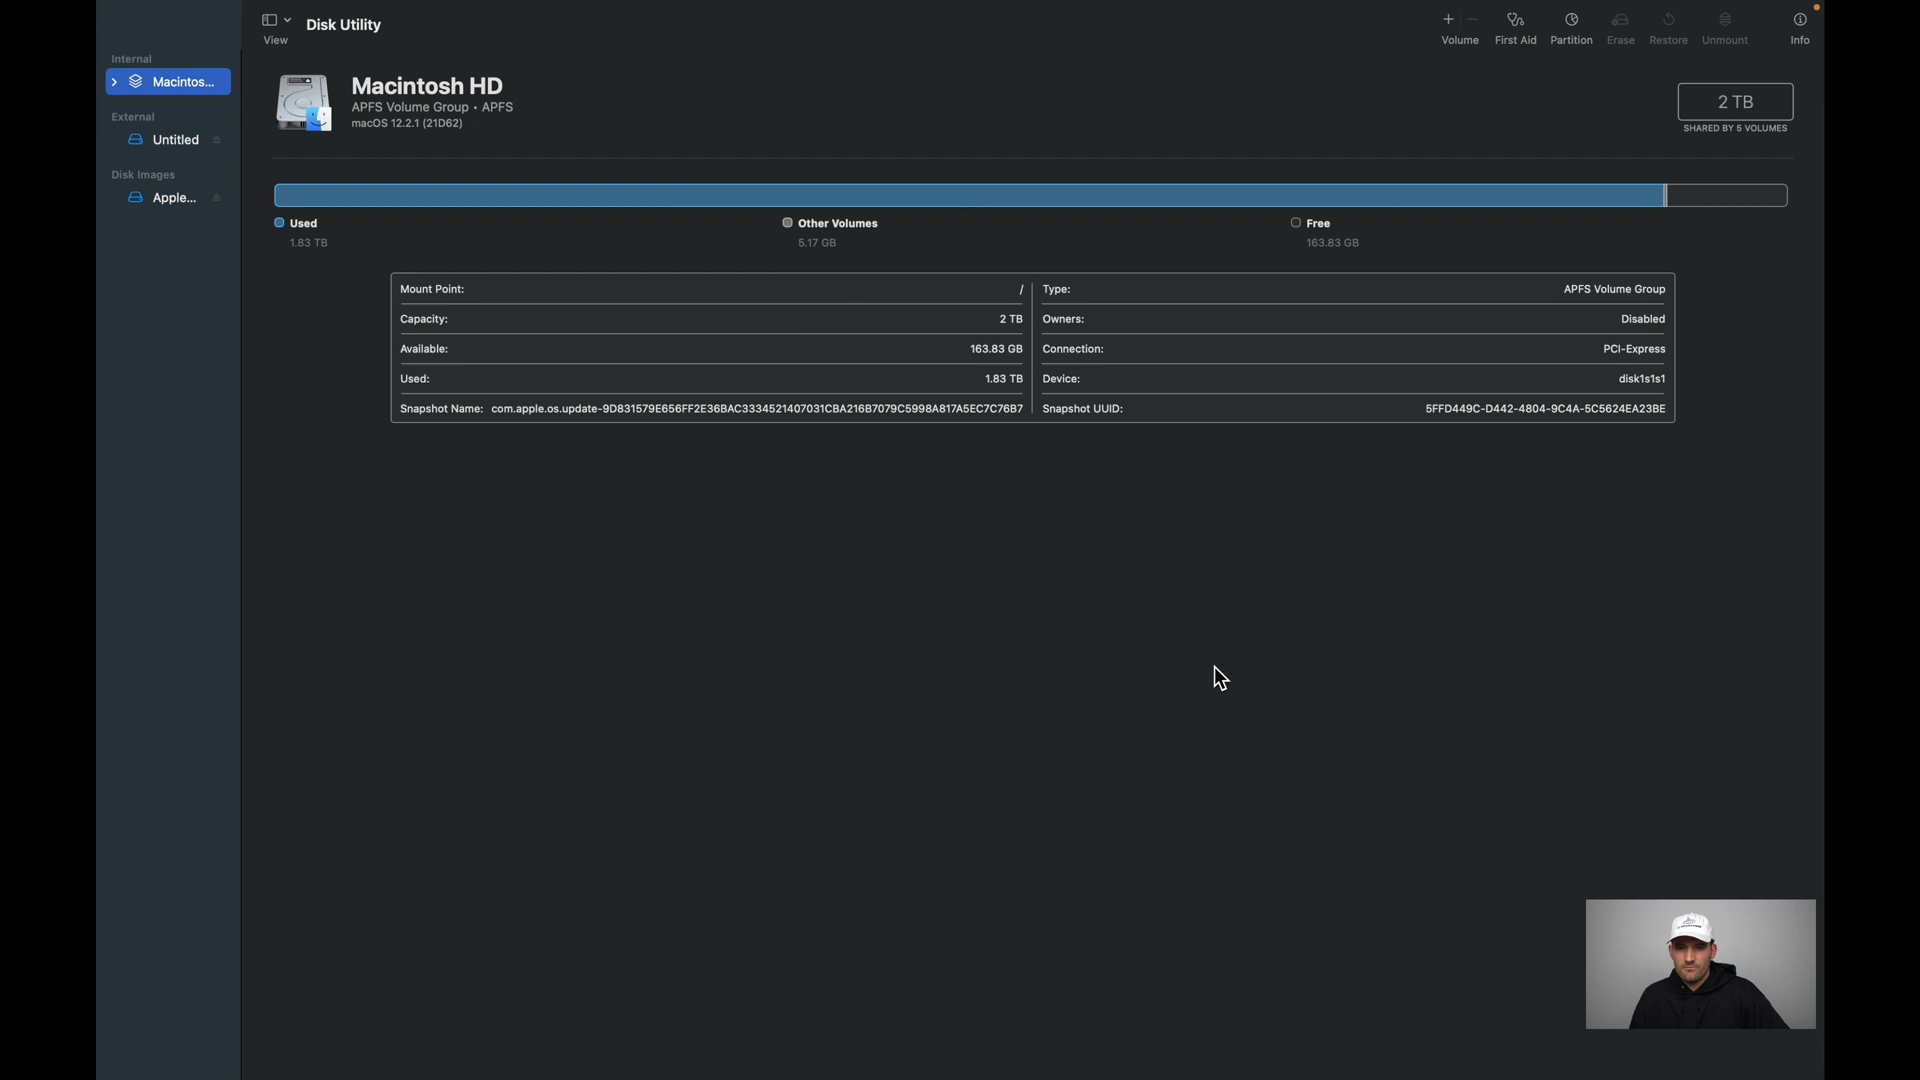 View
Disk Utility
Volume
First Aid
Partition
Erase
Restore
Unmount
Info
Internal
Macintos...
External
Untitled
Disk Images
Apple...
Macintosh HD
APFS Volume Group • APFS
macOS 12.2.1 (21D62)
2 TB
SHARED BY 5 VOLUMES
Used
1.83 TB
Other Volumes
5.17 GB
Free
163.83 GB
Mount Point: /
Capacity: 2 TB
Available: 163.83 GB
Used: 1.83 TB
Snapshot Name: com.apple.os.update-9D831579E656FF2E36BAC3334521407031CBA216B7079C5998A817A5EC7C76B7
Type: APFS Volume Group
Owners: Disabled
Connection: PCI-Express
Device: disk1s1s1
Snapshot UUID: 5FFD449C-D442-4804-9C4A-5C5624EA23BE